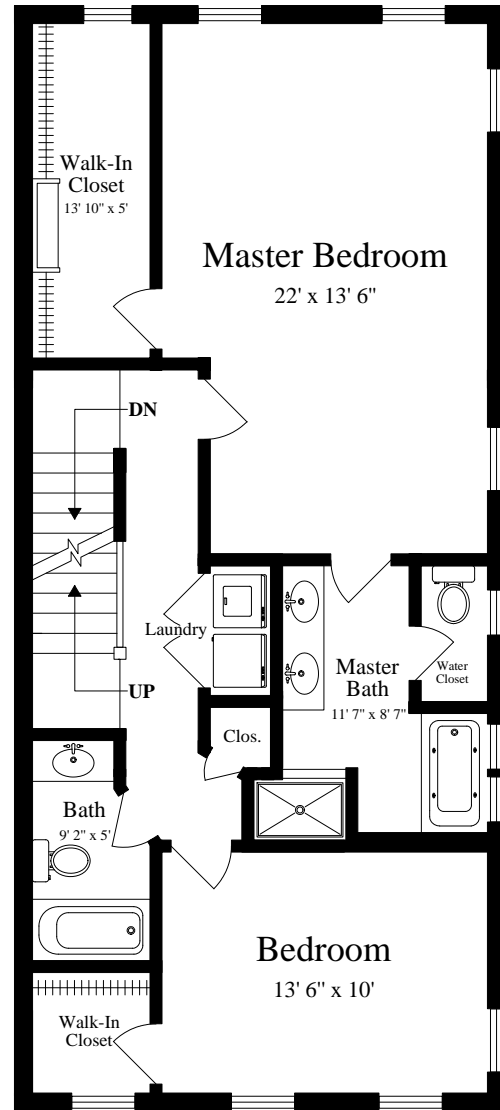 Walk-In
Closet
13' 10" x 5'
Master Bedroom
22' x 13' 6"
DN
Laundry
UP
Master
Bath
11' 7" x 8' 7"
Water
Closet
Clos.
Bath
9' 2" x 5'
Bedroom
13' 6" x 10'
Walk-In
Closet